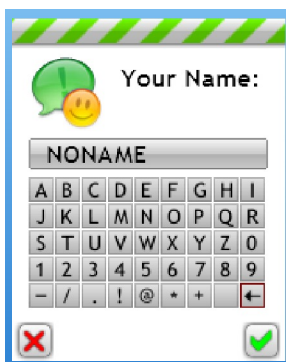 Your Name:
NONAME
A B C D E F G H I
J K L M N O P Q R
S T U V W X Y Z 0
1 2 3 4 5 6 7 8 9
- / . ! @ * + ←